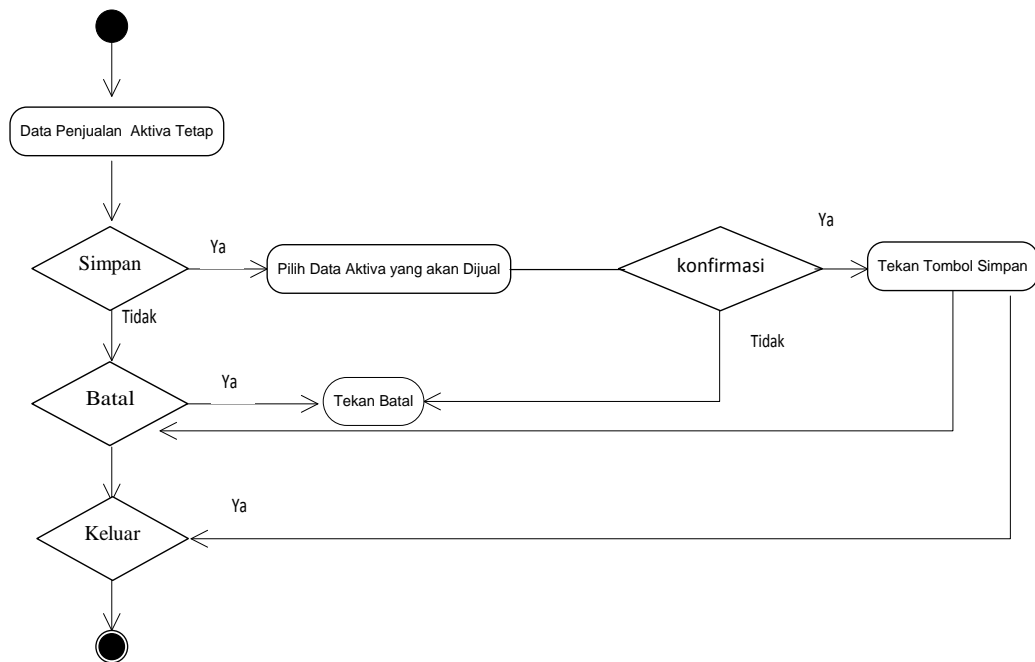 Data Penjualan Aktiva Tetap
Simpan
Ya
Pilih Data Aktiva yang akan Dijual
konfirmasi
Ya
Tekan Tombol Simpan
Tidak
Tidak
Batal
Ya
Tekan Batal
Keluar
Ya